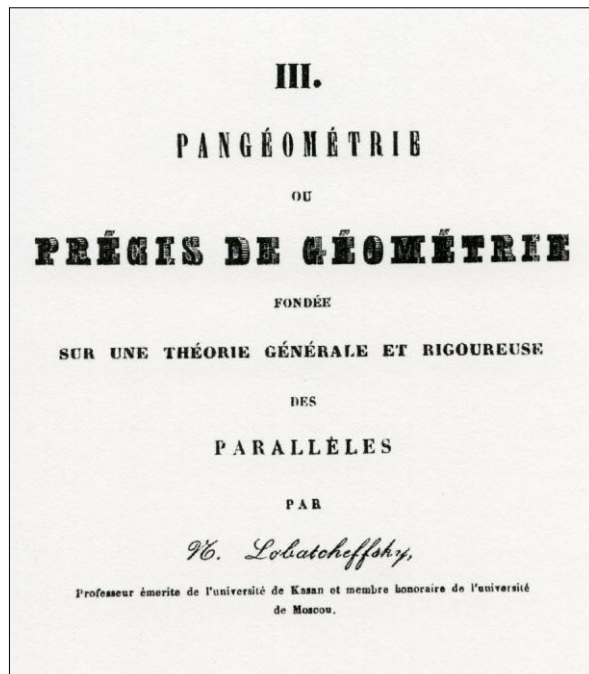 III.
PANGÉOMÉTRIE
OU
PRÉCIS DE GÉOMÉTRIE
FONDÉE
SUR UNE THÉORIE GÉNÉRALE ET RIGOUREUSE
DES
PARALLÈLES
PAR
N. Lobatcheffsky,
Professeur émerite de l'université de Kasan et membre honoraire de l'université
de Moscou.